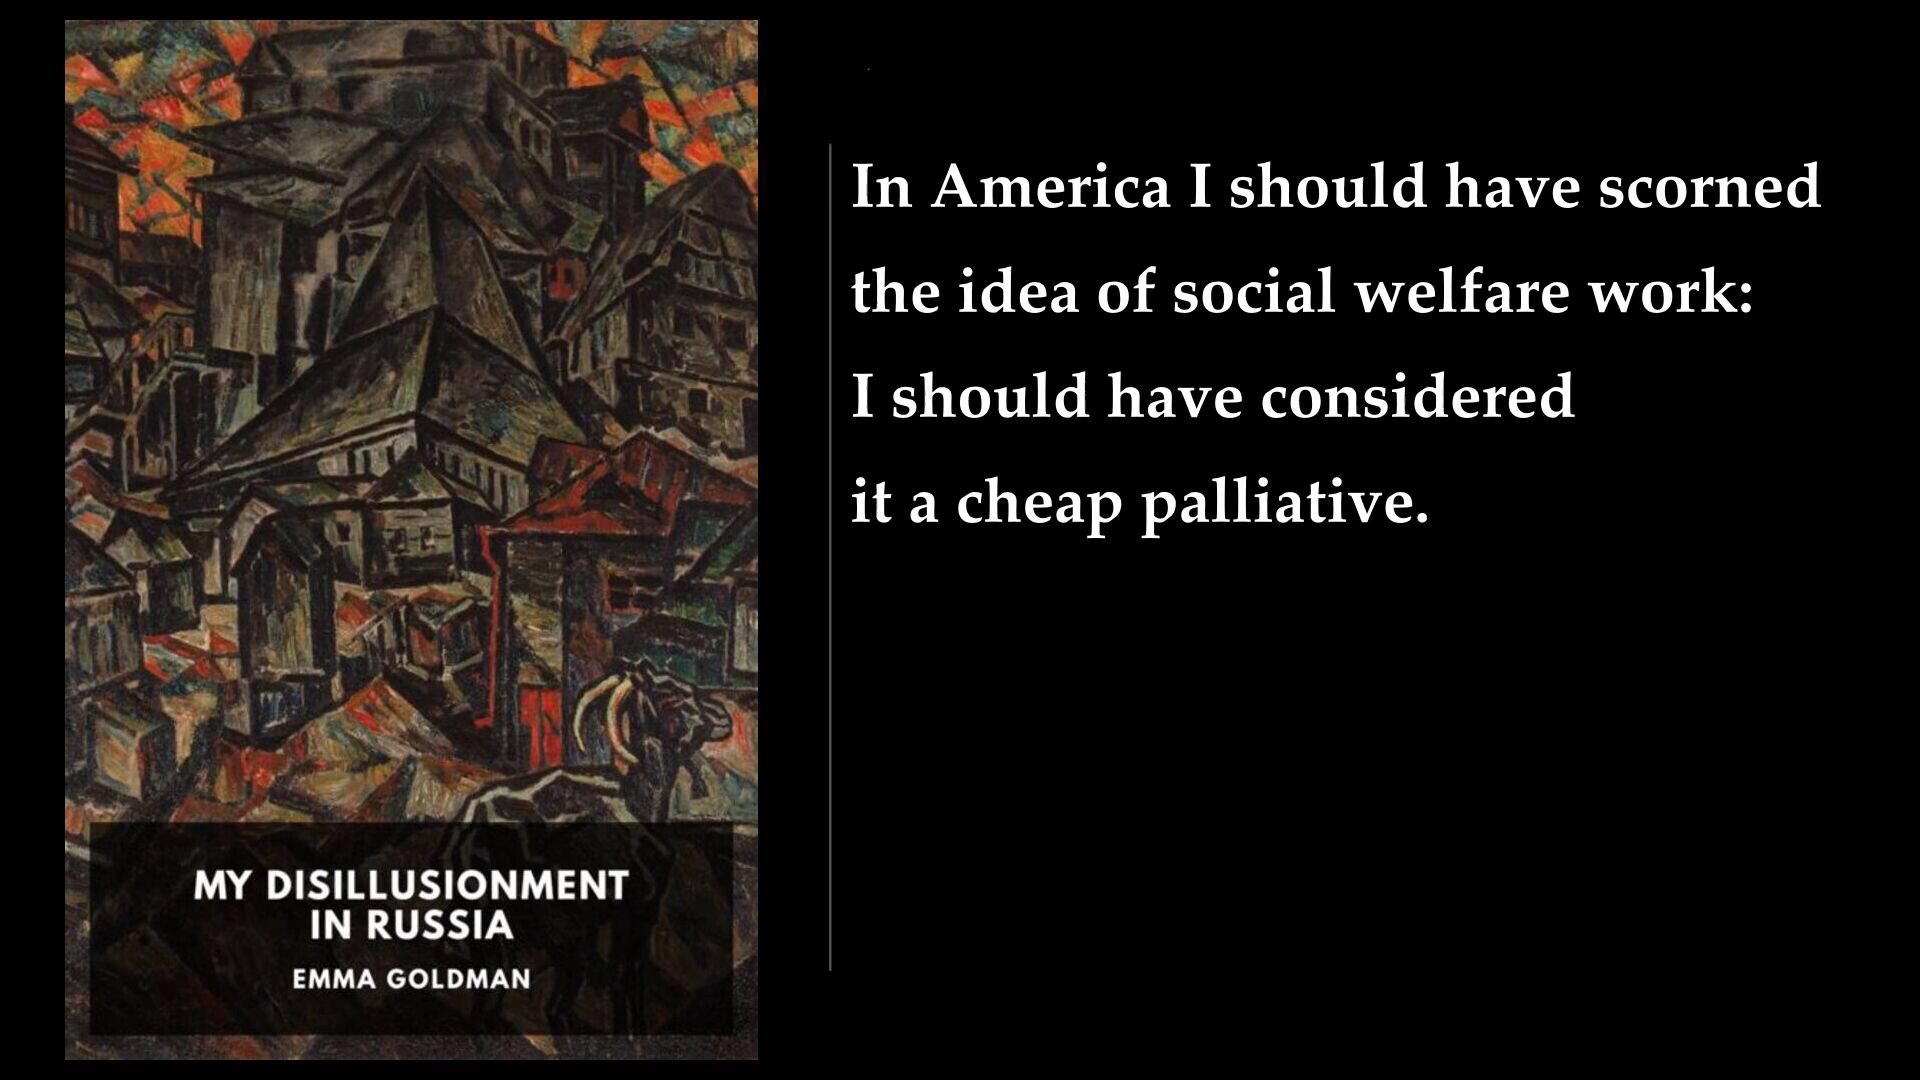 In America I should have scorned
the idea of social welfare work:
I should have considered
it a cheap palliative.
MY DISILLUSIONMENT
IN RUSSIA
EMMA GOLDMAN